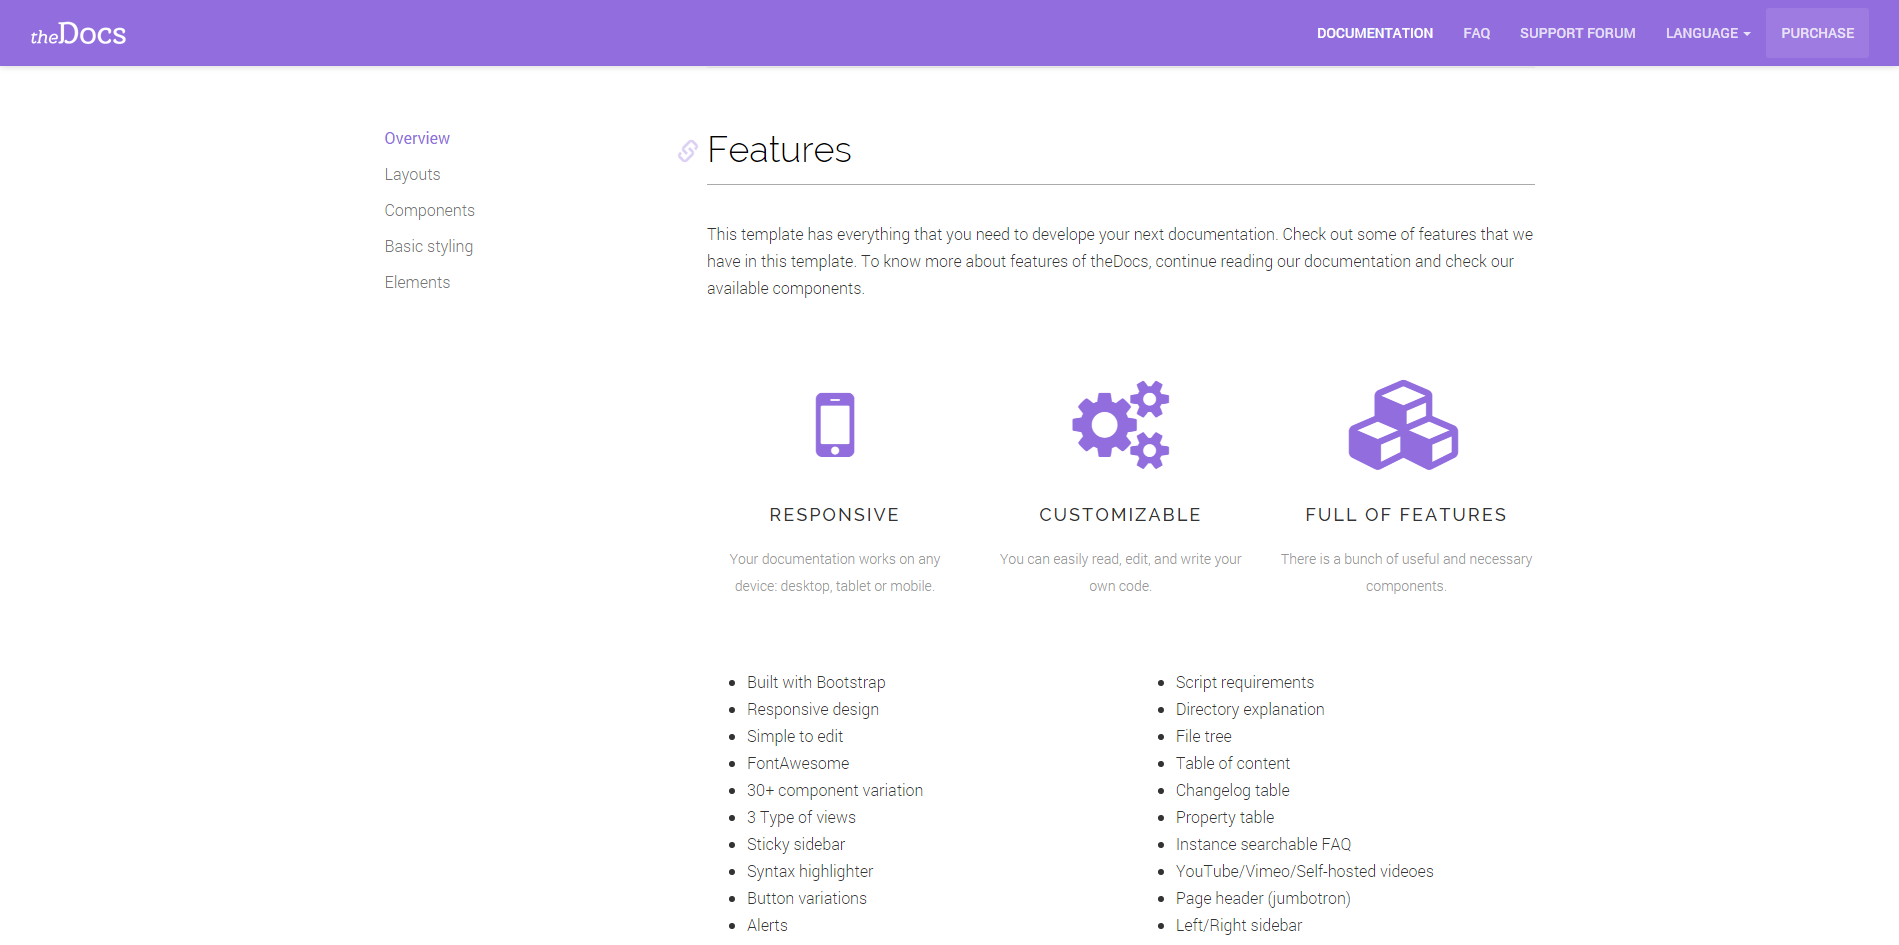 theDocs
DOCUMENTATION
FAQ
SUPPORT FORUM
LANGUAGE
PURCHASE
Overview
Layouts
Components
Basic styling
Elements
Features
This template has everything that you need to develope your next documentation. Check out some of features that we
have in this template. To know more about features of theDocs, continue reading our documentation and check our
available components.
RESPONSIVE
Your documentation works on any
device: desktop, tablet or mobile.
CUSTOMIZABLE
You can easily read, edit, and write your
own code.
FULL OF FEATURES
There is a bunch of useful and necessary
components.
Built with Bootstrap
Responsive design
Simple to edit
FontAwesome
30+ component variation
3 Type of views
Sticky sidebar
Syntax highlighter
Button variations
Alerts
Script requirements
Directory explanation
File tree
Table of content
Changelog table
Property table
Instance searchable FAQ
YouTube/Vimeo/Self-hosted videoes
Page header (jumbotron)
Left/Right sidebar